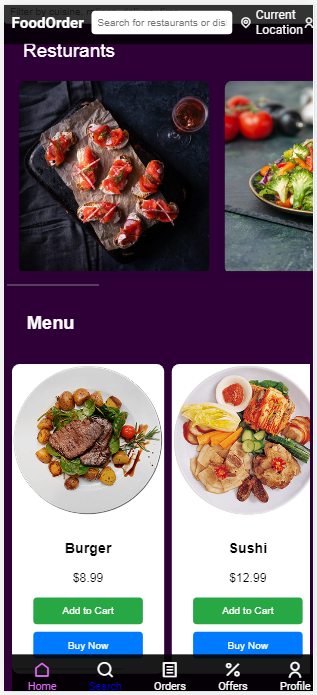 Filter by cuisine,
FoodOrder
Search for restaurants or dis
Current
Location
Resturants
Menu
Burger
Sushi
$8.99
$12.99
Add to Cart
Add to Cart
Buy Now
Buy Now
Home
Search
Orders
Offers
Profile